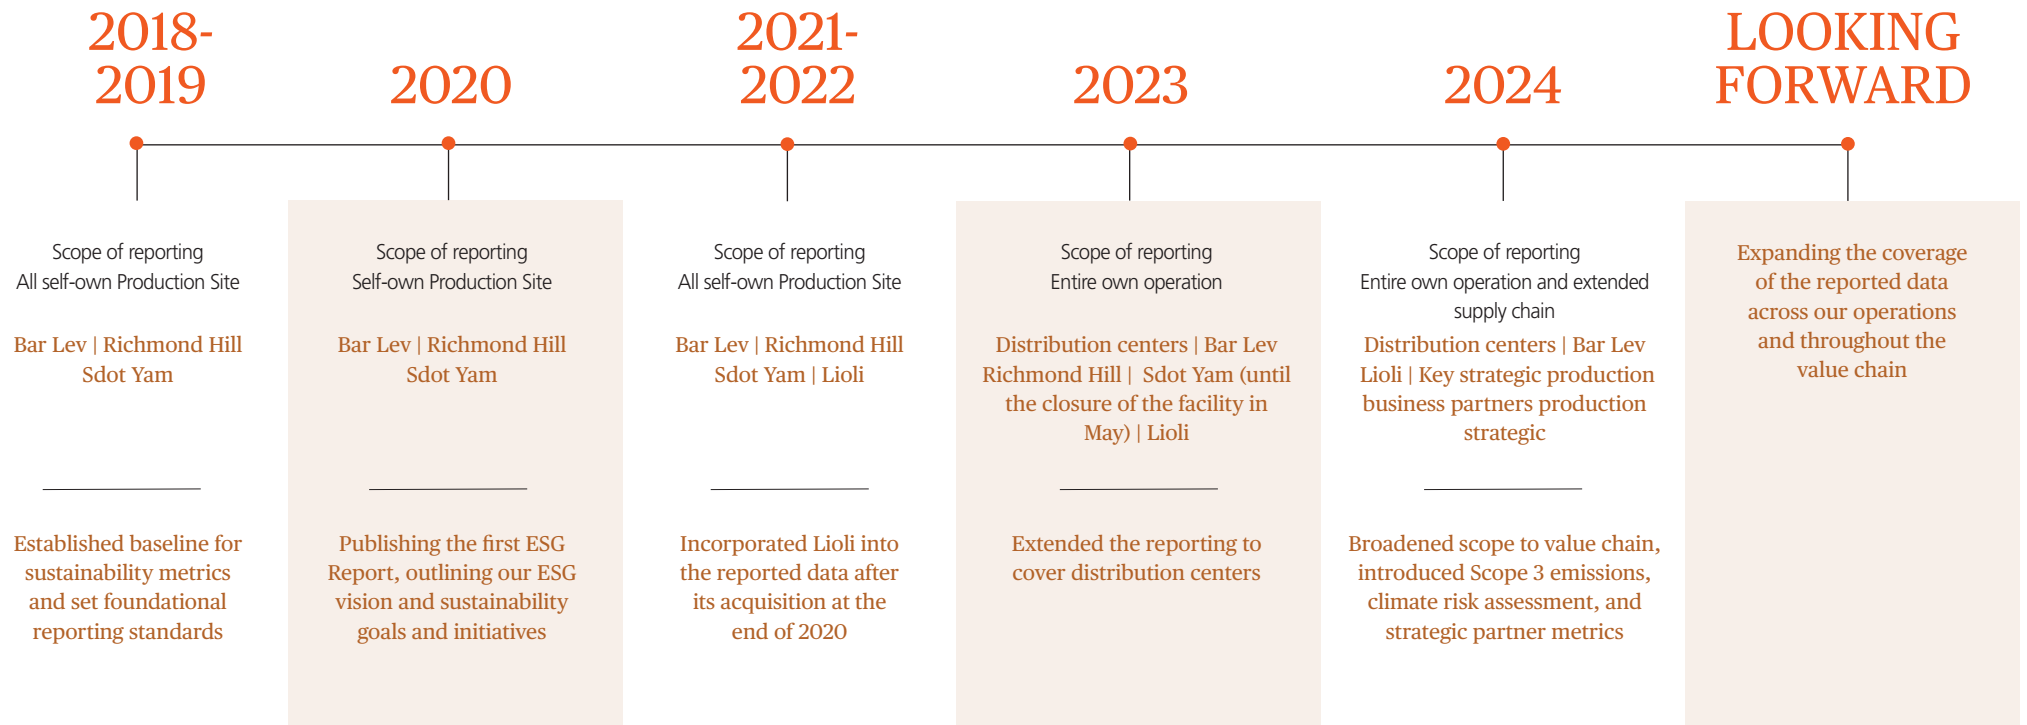 2018-
2019
Scope of reporting
All self-own Production Site
Bar Lev | Richmond Hill
Sdot Yam
Established baseline for
sustainability metrics
and set foundational
reporting standards
2020
Scope of reporting
Self-own Production Site
Bar Lev | Richmond Hill
Sdot Yam
Publishing the first ESG
Report, outlining our ESG
vision and sustainability
goals and initiatives
2021-
2022
Scope of reporting
All self-own Production Site
Bar Lev | Richmond Hill
Sdot Yam | Lioli
Incorporated Lioli into
the reported data after
its acquisition at the
end of 2020
2023
Scope of reporting
Entire own operation
Distribution centers | Bar Lev
Richmond Hill | Sdot Yam (until
the closure of the facility in
May) | Lioli
Extended the reporting to
cover distribution centers
2024
Scope of reporting
Entire own operation and extended
supply chain
Distribution centers | Bar Lev
Lioli | Key strategic production
business partners production
strategic
Broadened scope to value chain,
introduced Scope 3 emissions,
climate risk assessment, and
strategic partner metrics
LOOKING
FORWARD
Expanding the coverage
of the reported data
across our operations
and throughout the
value chain